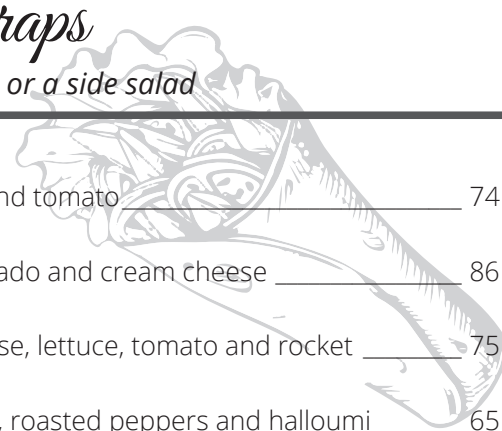 raps
or a side salad
nd tomato 74
ado and cream cheese 86
se, lettuce, tomato and rocket 75
, roasted peppers and halloumi 65